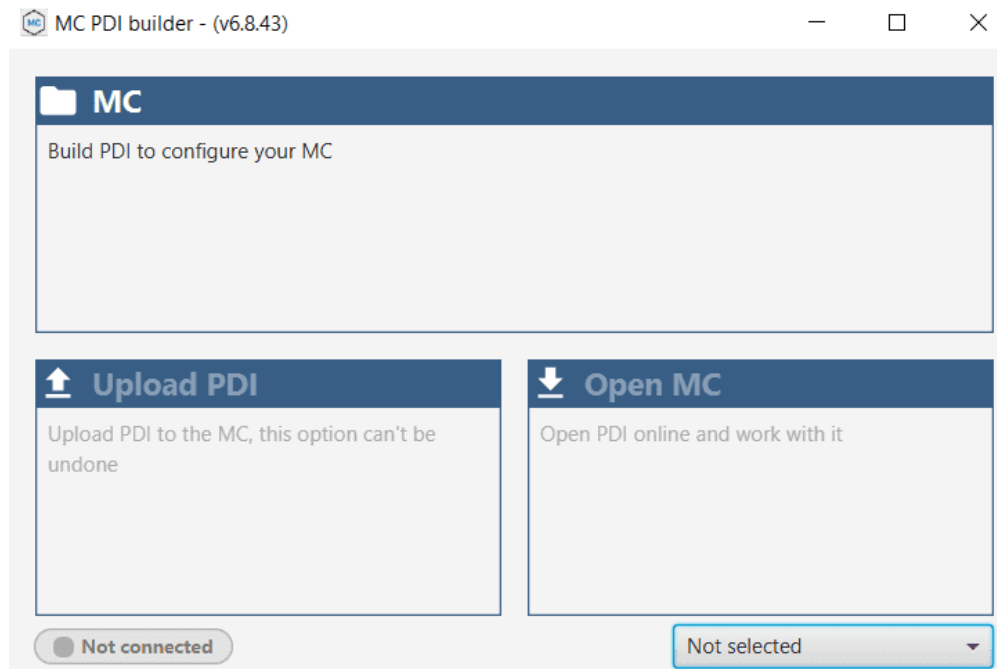 MC MC PDI builder - (v6.8.43)
MC
Build PDI to configure your MC
Upload PDI
Upload PDI to the MC, this option can't be
undone
Open MC
Open PDI online and work with it
Not connected
Not selected